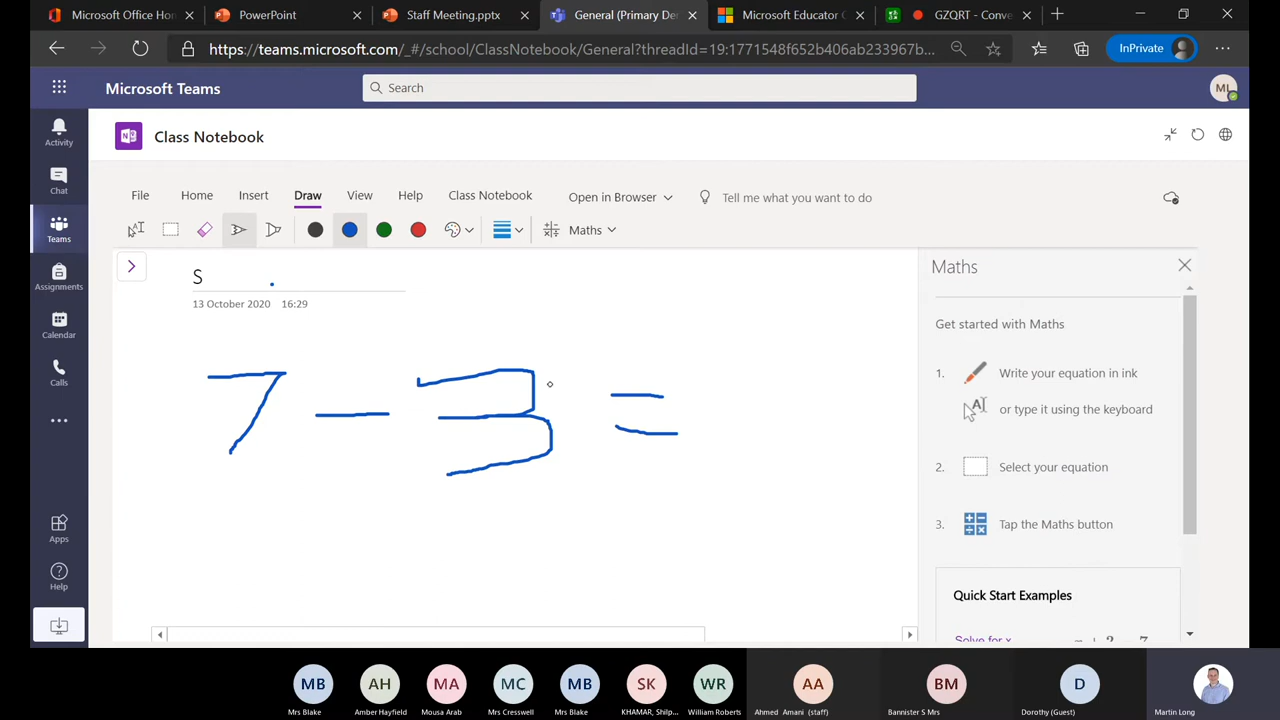 Microsoft Office Hon
PowerPoint
Staff Meeting.pptx
General (Primary De
Microsoft Educator C
GZQRT - Conve
https://teams.microsoft.com/_#/school/ClassNotebook/General?threadId=19:1771548f652b406ab233967b...
InPrivate
Microsoft Teams
Search
ML
Activity
Chat
Teams
Assignments
Calendar
Calls
Apps
Help
Class Notebook
File Home Insert Draw View Help Class Notebook Open in Browser Tell me what you want to do
Maths
S
13 October 2020 16:29
7 - 3 =
Maths
Get started with Maths
1. Write your equation in ink
or type it using the keyboard
2. Select your equation
3. Tap the Maths button
Quick Start Examples
Solve for x
MB AH MA MC MB SK WR AA BM D
Mrs Blake
Amber Hayfield
Mousa Arab
Mrs Cresswell
Mrs Blake
KHAMAR, Shilp...
William Roberts
Ahmed Amani (staff)
Bannister S Mrs
Dorothy (Guest)
Martin Long